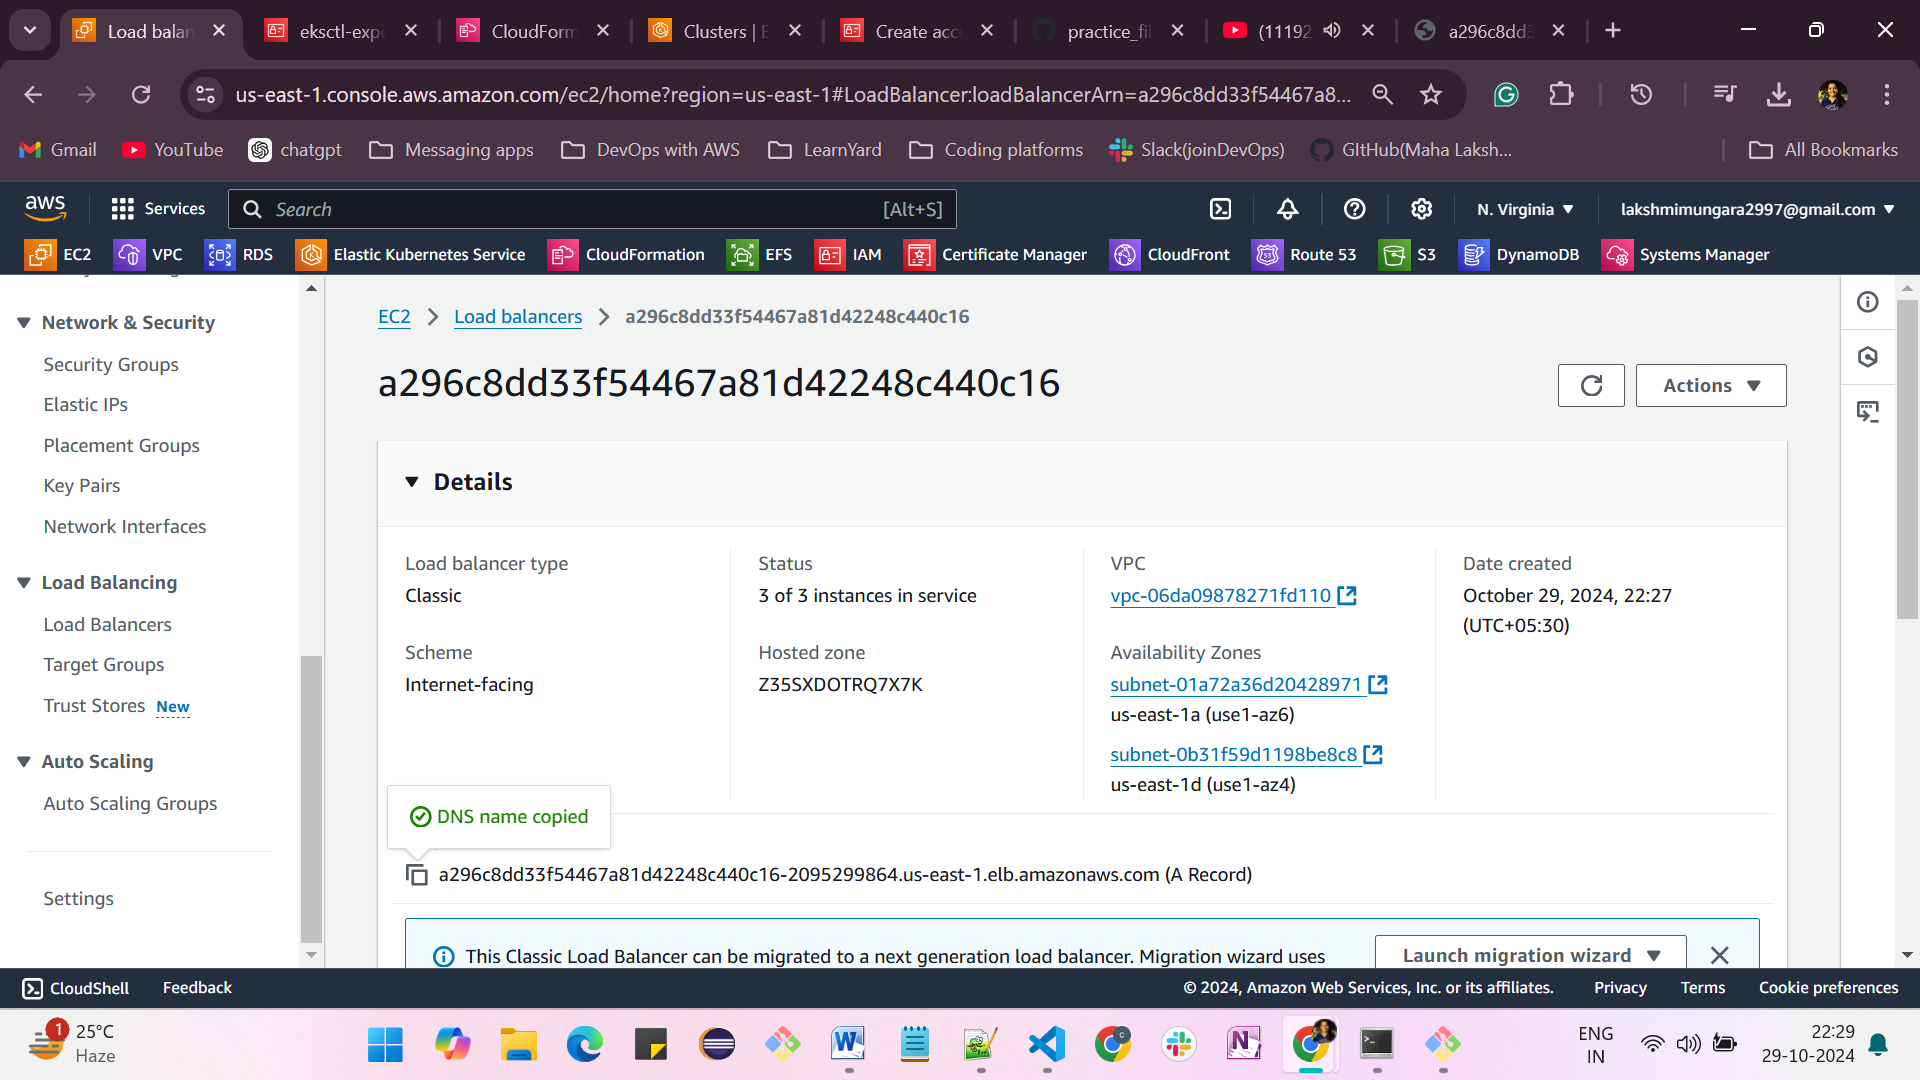 Load balan
eksctl-expe
CloudForm
Clusters | E
Create acc
practice_fil
(11192
a296c8dd3
us-east-1.console.aws.amazon.com/ec2/home?region=us-east-1#LoadBalancer:loadBalancerArn=a296c8dd33f54467a8...
Gmail
YouTube
chatgpt
Messaging apps
DevOps with AWS
LearnYard
Coding platforms
Slack(joinDevOps)
GItHub(Maha Laksh...
All Bookmarks
aws
Services
Search
[Alt+S]
N. Virginia
lakshmimungara2997@gmail.com
EC2
VPC
RDS
Elastic Kubernetes Service
CloudFormation
EFS
IAM
Certificate Manager
CloudFront
Route 53
S3
DynamoDB
Systems Manager
Network & Security
Security Groups
Elastic IPs
Placement Groups
Key Pairs
Network Interfaces
Load Balancing
Load Balancers
Target Groups
Trust Stores New
Auto Scaling
Auto Scaling Groups
Settings
EC2
Load balancers
a296c8dd33f54467a81d42248c440c16
a296c8dd33f54467a81d42248c440c16
Actions
Details
Load balancer type
Classic
Status
3 of 3 instances in service
VPC
vpc-06da09878271fd110
Date created
October 29, 2024, 22:27
(UTC+05:30)
Scheme
Internet-facing
Hosted zone
Z35SXDOTRQ7X7K
Availability Zones
subnet-01a72a36d20428971
us-east-1a (use1-az6)
subnet-0b31f59d1198be8c8
us-east-1d (use1-az4)
DNS name copied
a296c8dd33f54467a81d42248c440c16-2095299864.us-east-1.elb.amazonaws.com (A Record)
This Classic Load Balancer can be migrated to a next generation load balancer. Migration wizard uses
Launch migration wizard
CloudShell
Feedback
© 2024, Amazon Web Services, Inc. or its affiliates.
Privacy
Terms
Cookie preferences
1
25°C
Haze
ENG
IN
22:29
29-10-2024